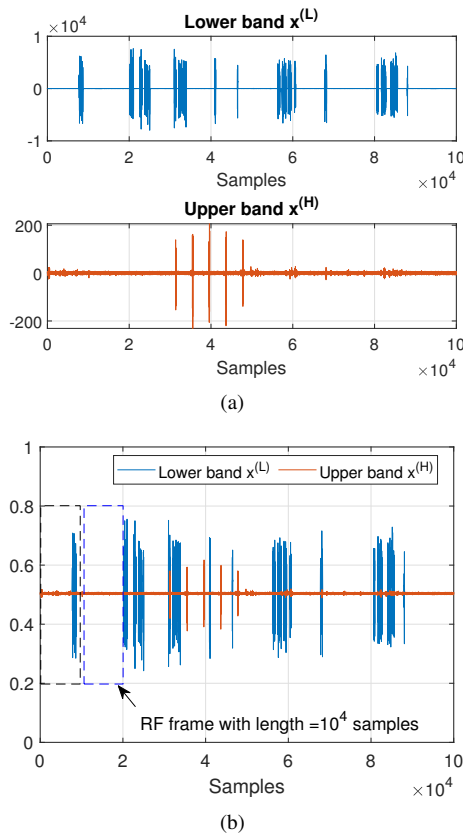 Lower band x^(L)
×10^4
1
0
-1
0 2 4 6 8 10
Samples
×10^4
Upper band x^(H)
200
0
-200
0 2 4 6 8 10
Samples
×10^4
(a)
1
Lower band x^(L) Upper band x^(H)
0.8
0.6
0.4
0.2
RF frame with length =10^4 samples
0
0 2 4 6 8 10
Samples
×10^4
(b)